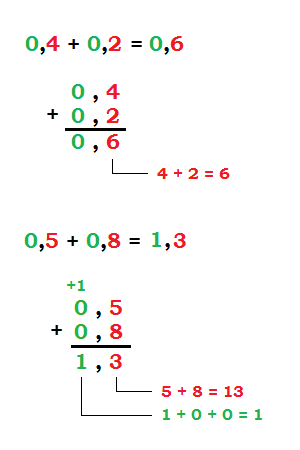 0,4 + 0,2 = 0,6
0 , 4
+ 0 , 2
0 , 6
4 + 2 = 6
0,5 + 0,8 = 1,3
+1
0 , 5
+ 0 , 8
1 , 3
5 + 8 = 13
1 + 0 + 0 = 1